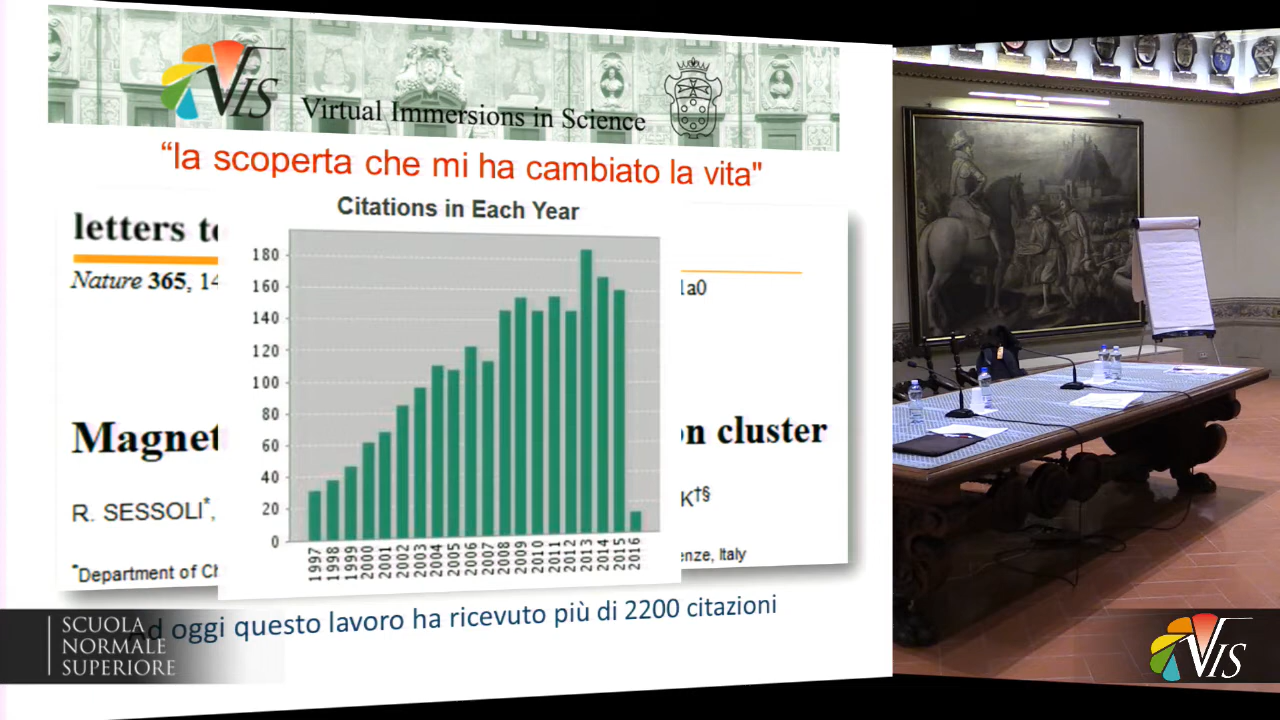 VIS Virtual Immersions in Science
“la scoperta che mi ha cambiato la vita"
letters to
Nature 365, 14
1a0
Magnet
on cluster
R. SESSOLI*,
K†§
*Department of Ch
enze, Italy
Citations in Each Year
180
160
140
120
100
80
60
40
20
0
1997
1998
1999
2000
2001
2002
2003
2004
2005
2006
2007
2008
2009
2010
2011
2012
2013
2014
2015
2016
Ad oggi questo lavoro ha ricevuto più di 2200 citazioni
SCUOLA
NORMALE
SUPERIORE
VIS